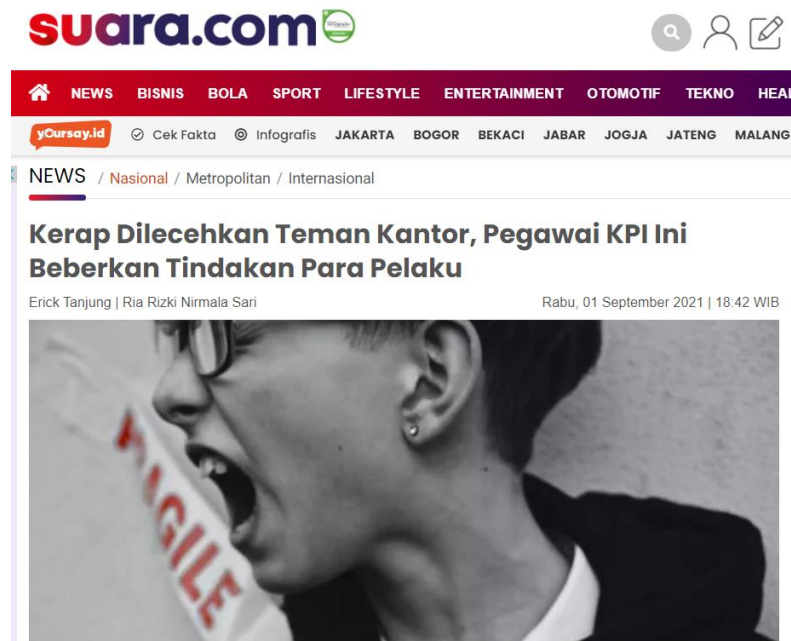 suara.com
NEWS BISNIS BOLA SPORT LIFESTYLE ENTERTAINMENT OTOMOTIF TEKNO HEAL
yOursay.id Cek Fakta Infografis JAKARTA BOGOR BEKACI JABAR JOGJA JATENG MALANG
NEWS / Nasional / Metropolitan / Internasional
Kerap Dilecehkan Teman Kantor, Pegawai KPI Ini
Beberkan Tindakan Para Pelaku
Erick Tanjung | Ria Rizki Nirmala Sari Rabu, 01 September 2021 | 18:42 WIB
FRAGILE